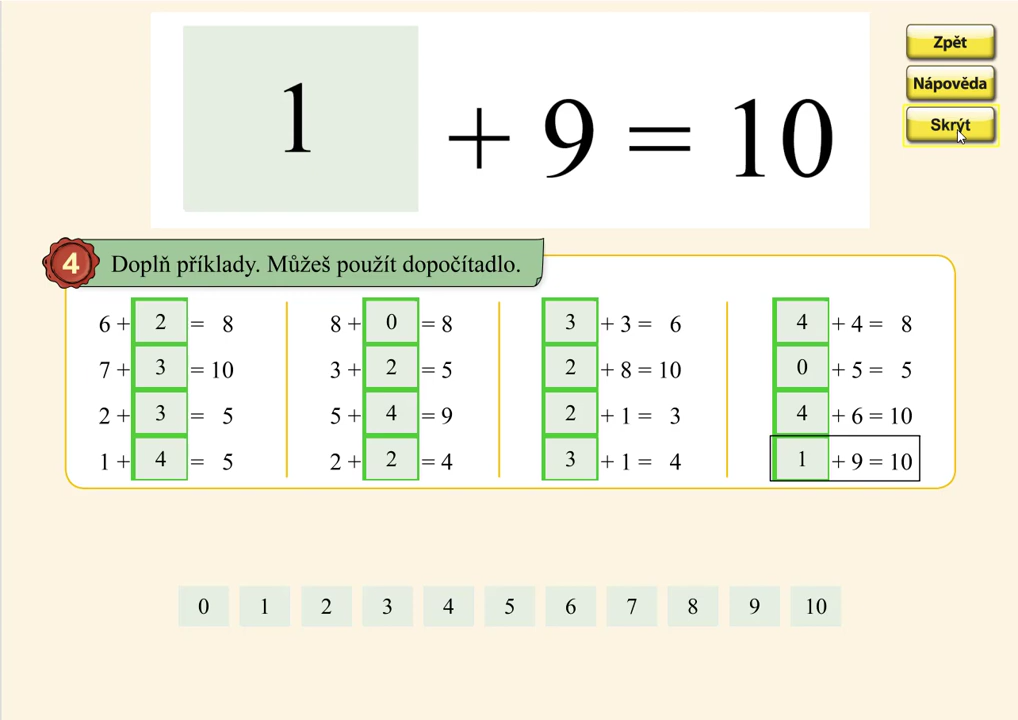 1 + 9 = 10
Zpět
Nápověda
Skrýt
4 Doplň příklady. Můžeš použít dopočítadlo.
6 + 2 = 8
7 + 3 = 10
2 + 3 = 5
1 + 4 = 5
8 + 0 = 8
3 + 2 = 5
5 + 4 = 9
2 + 2 = 4
3 + 3 = 6
2 + 8 = 10
2 + 1 = 3
3 + 1 = 4
4 + 4 = 8
0 + 5 = 5
4 + 6 = 10
1 + 9 = 10
0 1 2 3 4 5 6 7 8 9 10